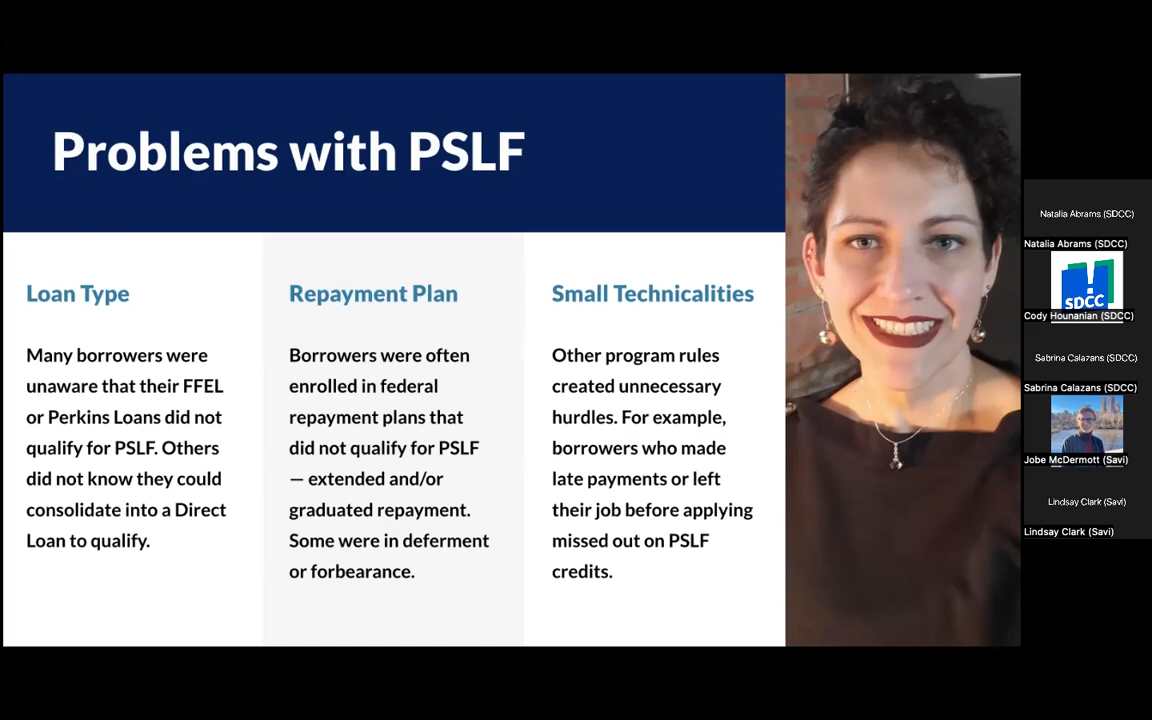 Problems with PSLF
Loan Type
Many borrowers were
unaware that their FFEL
or Perkins Loans did not
qualify for PSLF. Others
did not know they could
consolidate into a Direct
Loan to qualify.
Repayment Plan
Borrowers were often
enrolled in federal
repayment plans that
did not qualify for PSLF
— extended and/or
graduated repayment.
Some were in deferment
or forbearance.
Small Technicalities
Other program rules
created unnecessary
hurdles. For example,
borrowers who made
late payments or left
their job before applying
missed out on PSLF
credits.
Natalia Abrams (SDCC)
Natalia Abrams (SDCC)
SDCC
Cody Hounanian (SDCC)
Sabrina Calazans (SDCC)
Sabrina Calazans (SDCC)
Jobe McDermott (Savi)
Lindsay Clark (Savi)
Lindsay Clark (Savi)